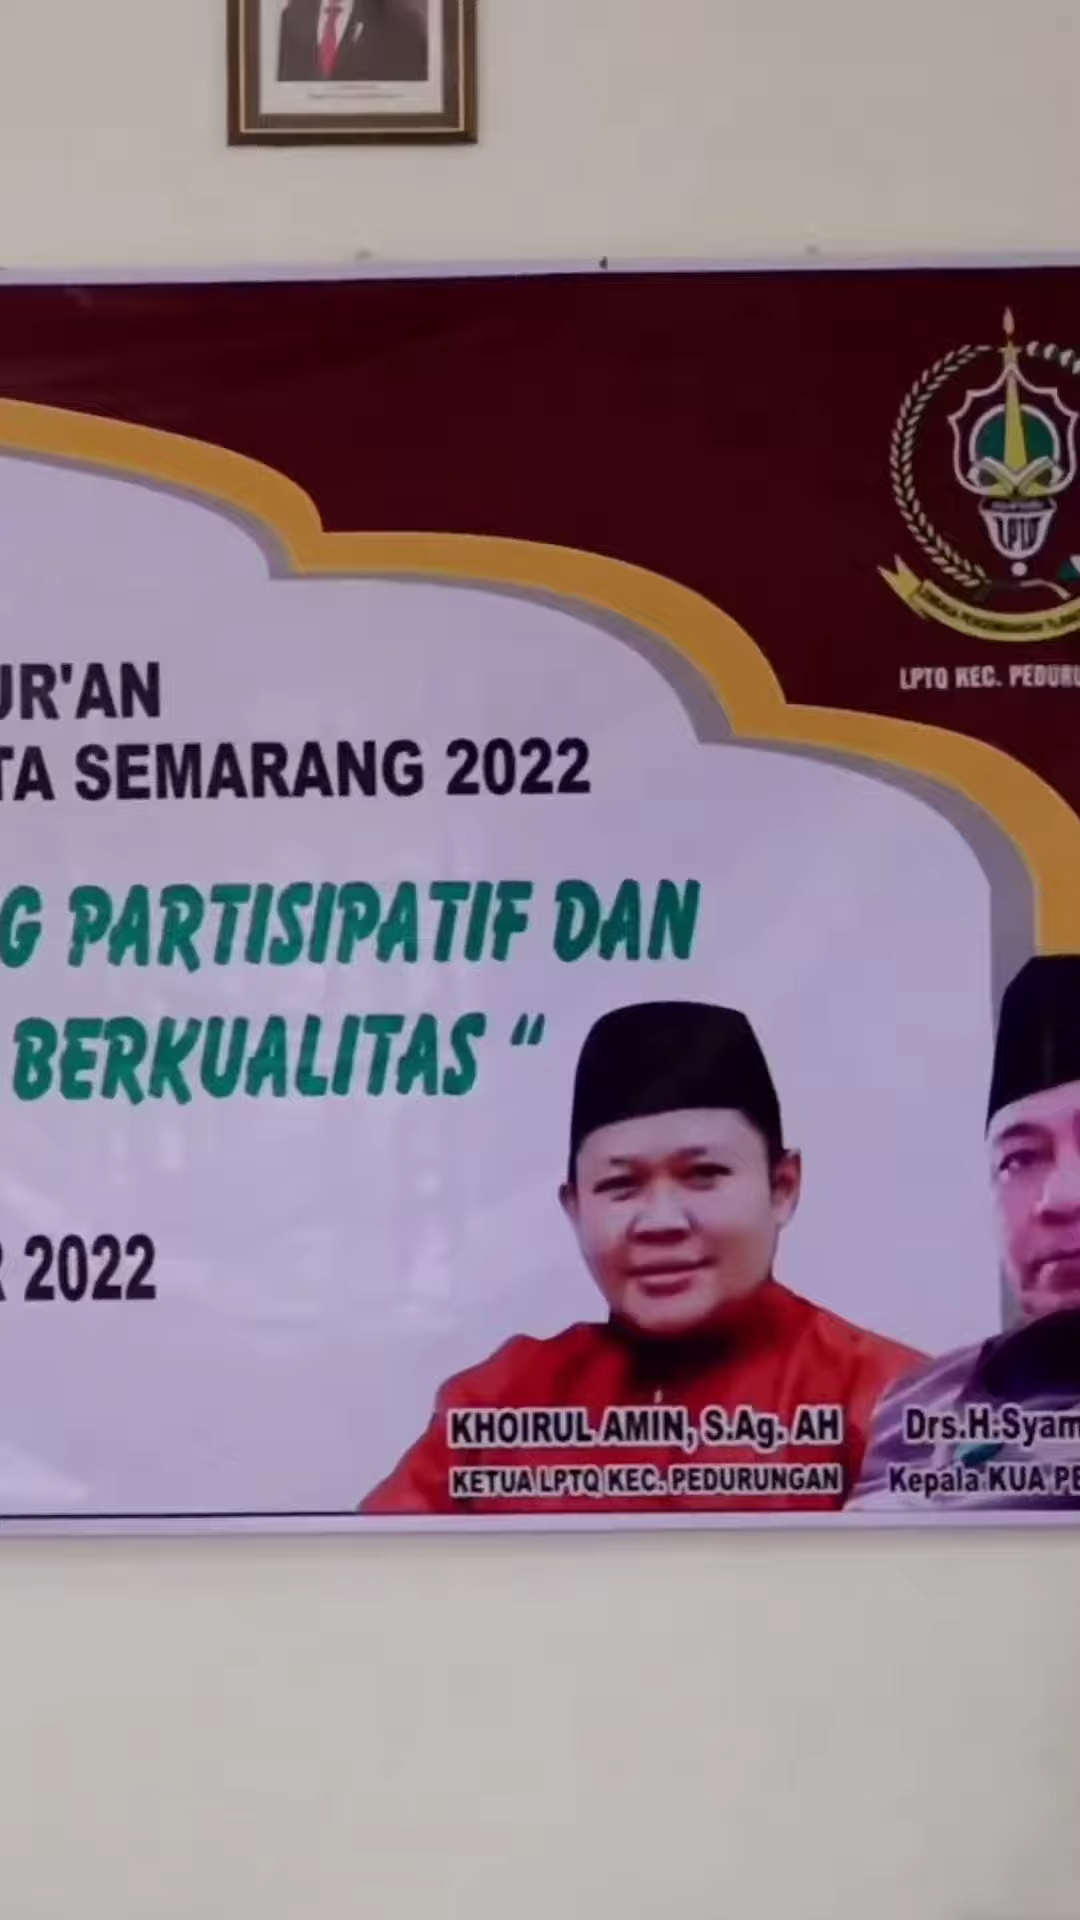 LPTQ
LPTQ KEC. PEDURU
UR'AN
TA SEMARANG 2022
G PARTISIPATIF DAN
BERKUALITAS “
R 2022
KHOIRUL AMIN, S.Ag. AH
KETUA LPTQ KEC. PEDURUNGAN
Drs.H.Syam
Kepala KUA PE